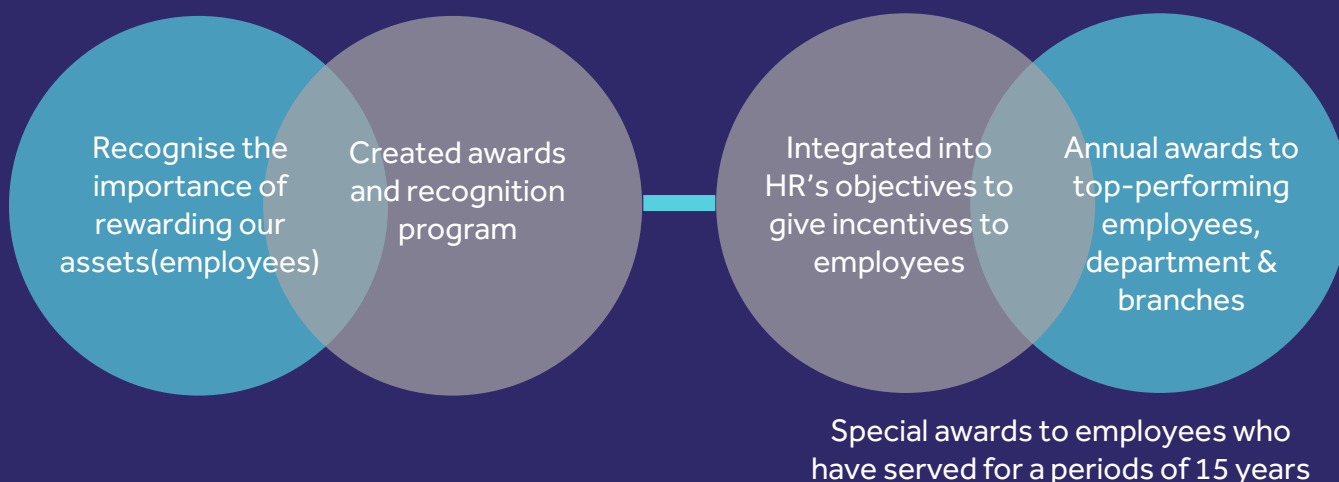 Recognise the
importance of
rewarding our
assets(employees)
Created awards
and recognition
program
Integrated into
HR's objectives to
give incentives to
employees
Annual awards to
top-performing
employees,
department &
branches
Special awards to employees who
have served for a periods of 15 years